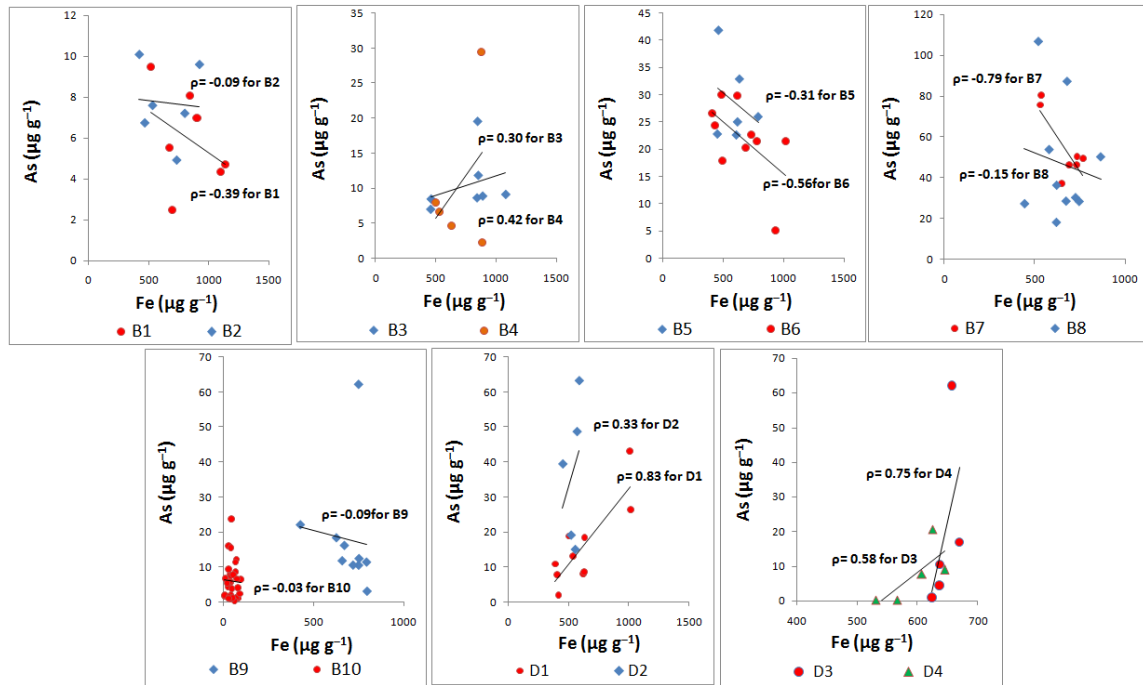 12
10
8
6
4
2
0
As (µg g⁻¹)
ρ= -0.09 for B2
ρ= -0.39 for B1
0 500 1000 1500
Fe (µg g⁻¹)
B1 B2
35
30
25
20
15
10
5
0
As (µg g⁻¹)
ρ= 0.30 for B3
ρ= 0.42 for B4
0 500 1000 1500
Fe (µg g⁻¹)
B3 B4
45
40
35
30
25
20
15
10
5
0
As (µg g⁻¹)
ρ= -0.31 for B5
ρ= -0.56for B6
0 500 1000 1500
Fe (µg g⁻¹)
B5 B6
120
100
80
60
40
20
0
As (µg g⁻¹)
ρ= -0.79 for B7
ρ= -0.15 for B8
0 500 1000
Fe (µg g⁻¹)
B7 B8
70
60
50
40
30
20
10
0
As (µg g⁻¹)
ρ= -0.09for B9
ρ= -0.03 for B10
0 500 1000
Fe (µg g⁻¹)
B9 B10
70
60
50
40
30
20
10
0
As (µg g⁻¹)
ρ= 0.33 for D2
ρ= 0.83 for D1
0 500 1000 1500
Fe (µg g⁻¹)
D1 D2
70
60
50
40
30
20
10
0
As (µg g⁻¹)
ρ= 0.75 for D4
ρ= 0.58 for D3
400 500 600 700
Fe (µg g⁻¹)
D3 D4